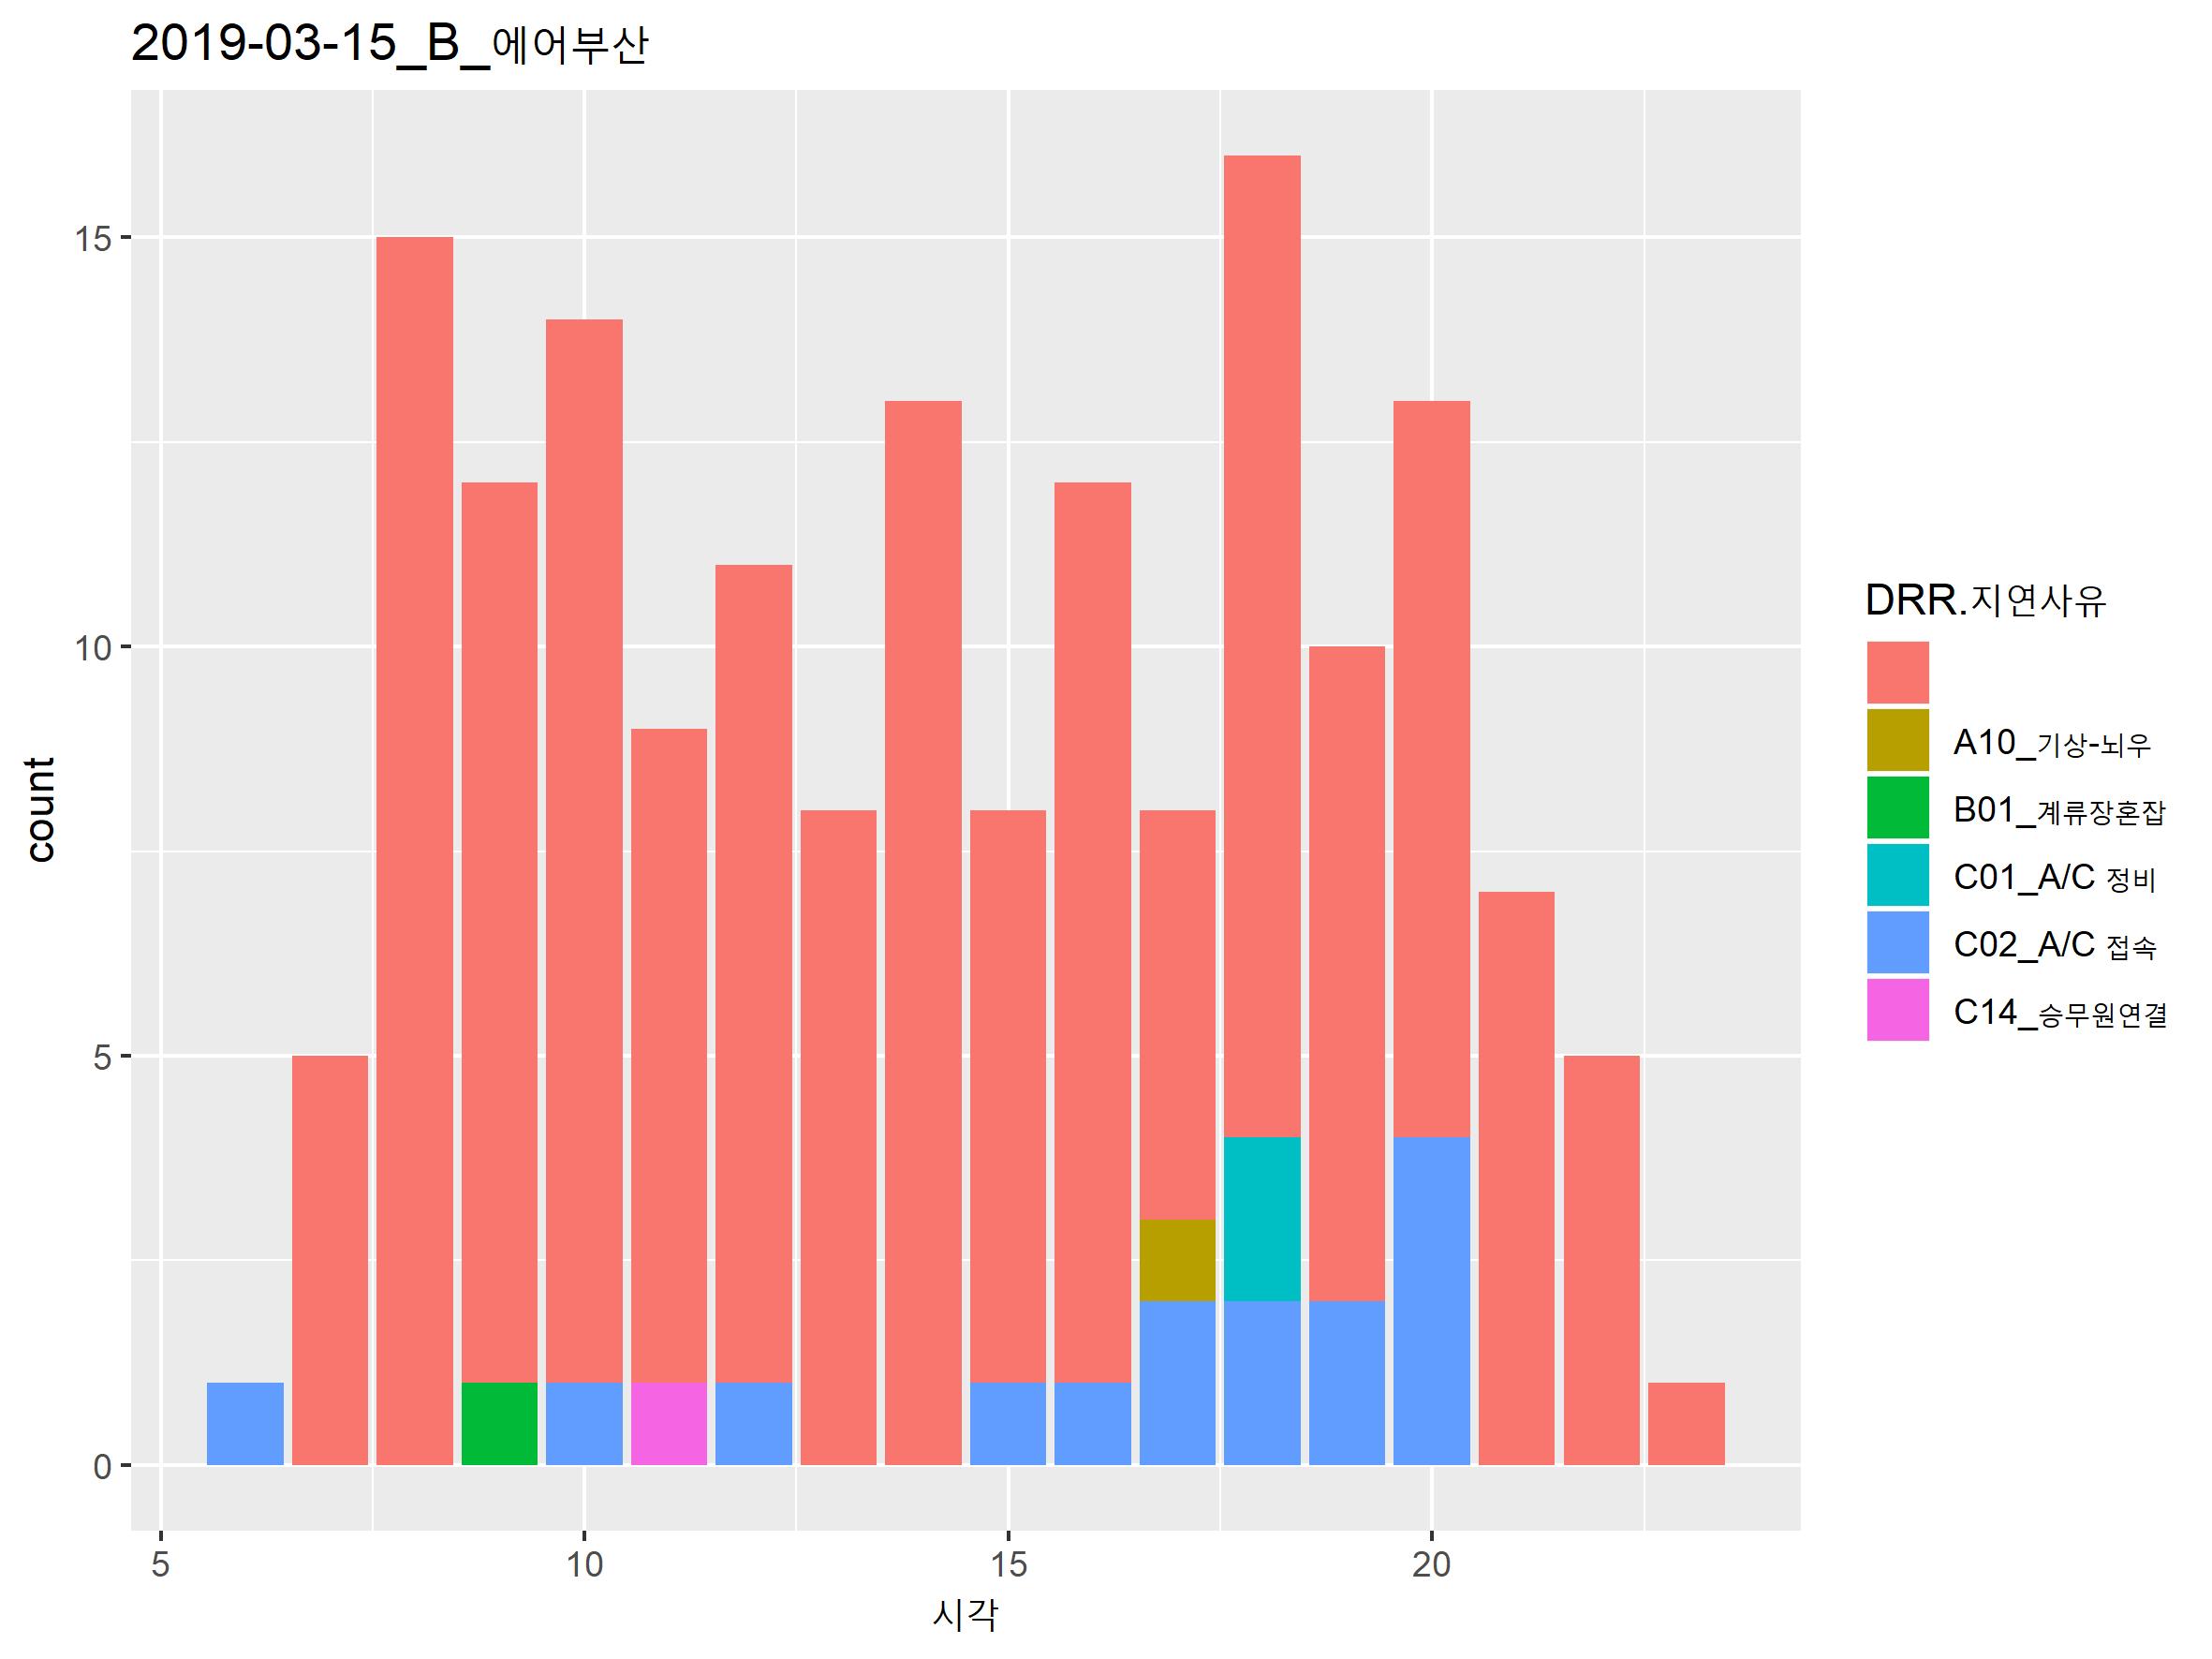 2019-03-15_B_에어부산
15
10
5
0
count
5
10
15
20
시각
DRR.지연사유
A10_기상-뇌우
B01_계류장혼잡
C01_A/C 정비
C02_A/C 접속
C14_승무원연결